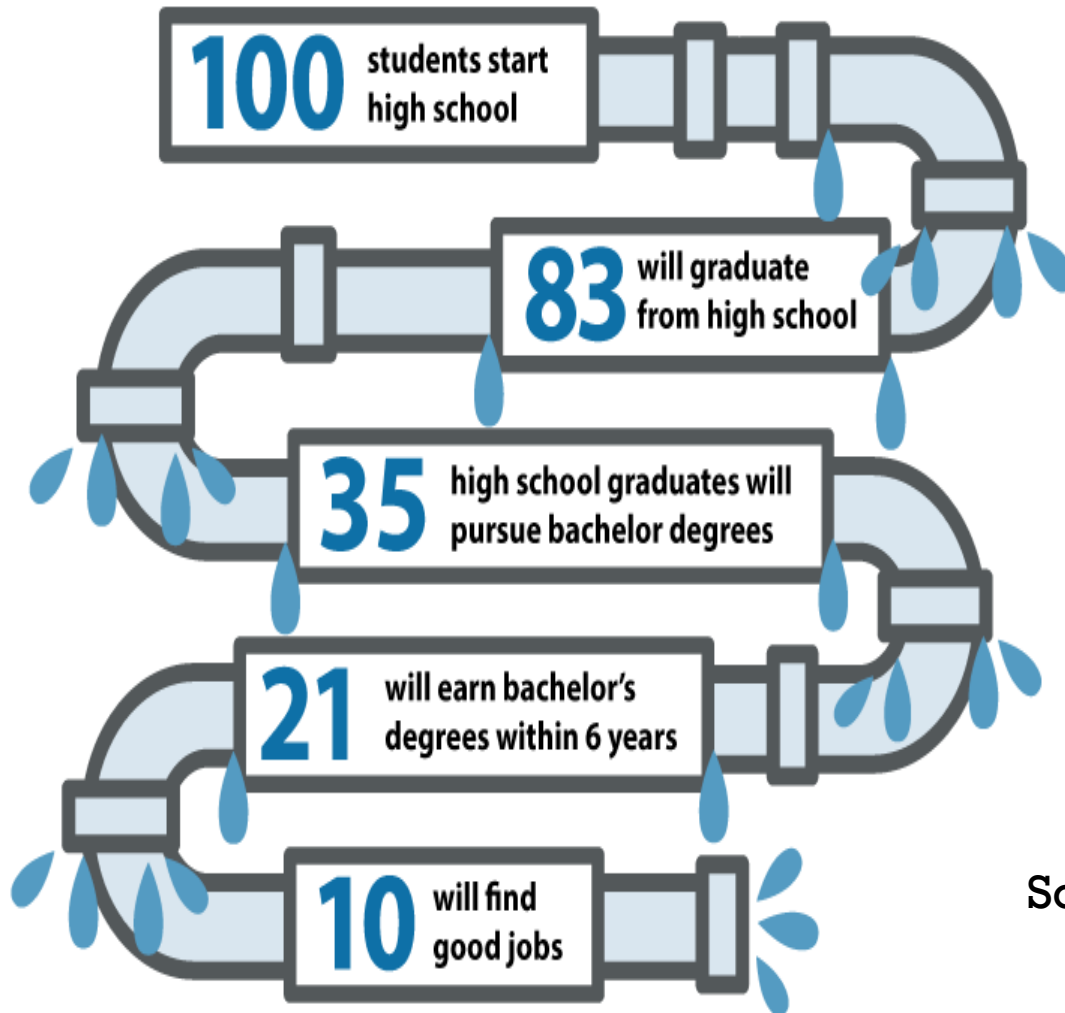 100 students start
high school
83 will graduate
from high school
35 high school graduates will
pursue bachelor degrees
21 will earn bachelor’s
degrees within 6 years
10 will find
good jobs